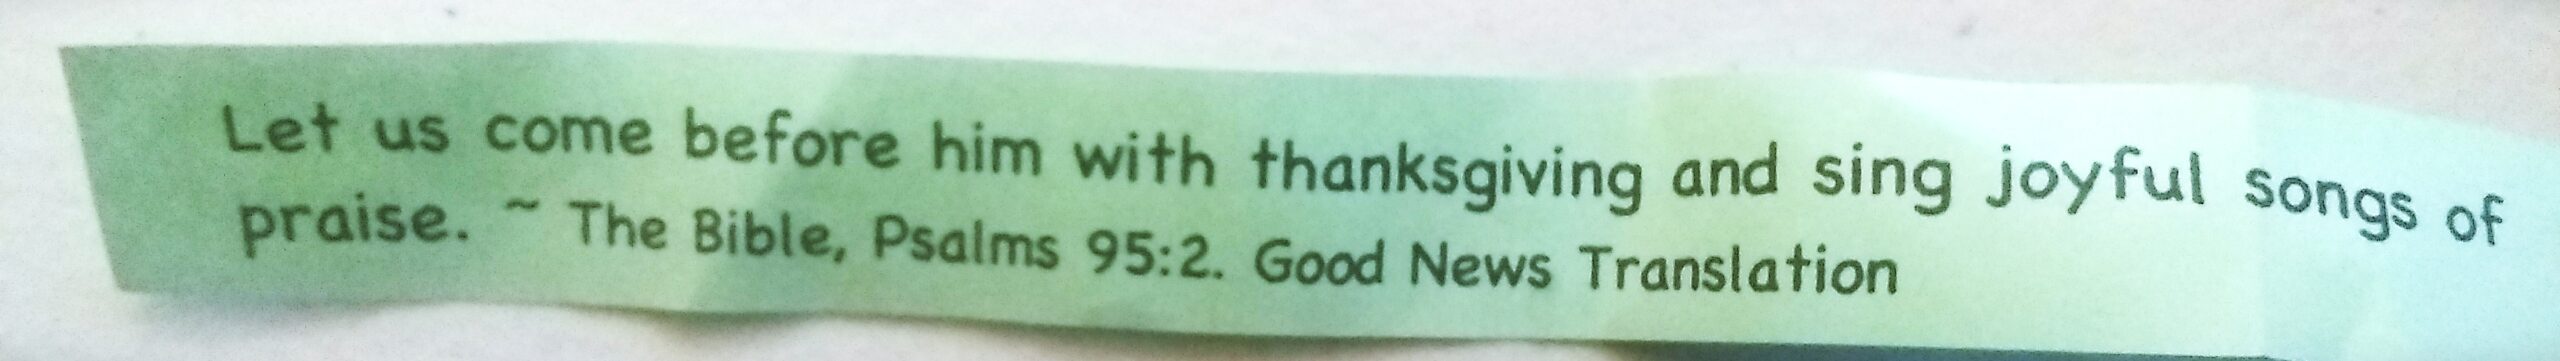 Let us come before him with thanksgiving and sing joyful songs of
praise. ~ The Bible, Psalms 95:2. Good News Translation